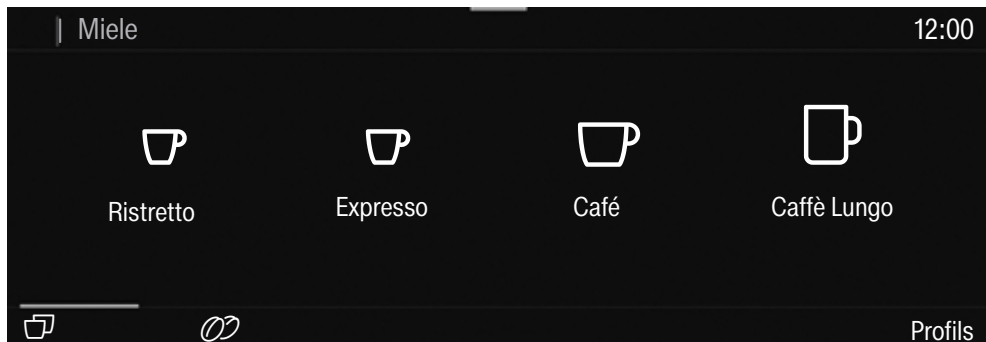 | Miele
12:00
Ristretto
Expresso
Café
Caffè Lungo
Profils